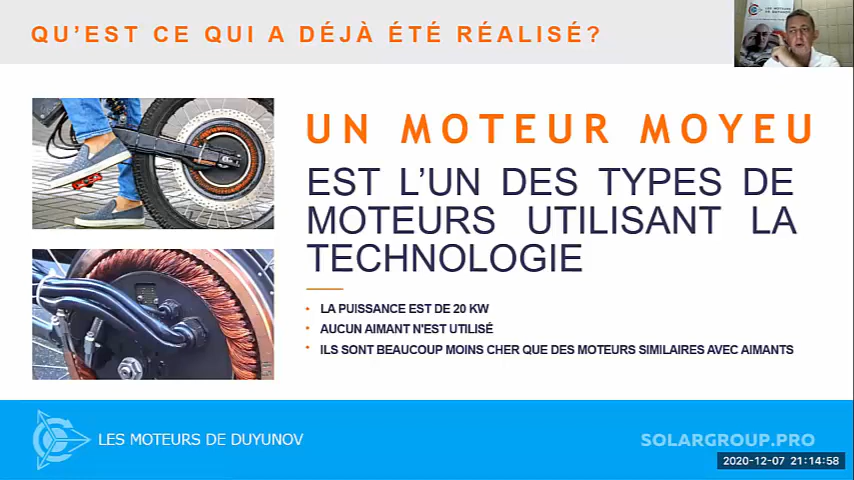 QU'EST CE QUI A DÉJÀ ÉTÉ RÉALISÉ?
UN MOTEUR MOYEU
EST L'UN DES TYPES DE
MOTEURS UTILISANT LA
TECHNOLOGIE
• LA PUISSANCE EST DE 20 KW
• AUCUN AIMANT N'EST UTILISÉ
• ILS SONT BEAUCOUP MOINS CHER QUE DES MOTEURS SIMILAIRES AVEC AIMANTS
LES MOTEURS DE DUYUNOV
SOLARGROUP.PRO
2020-12-07 21:14:58